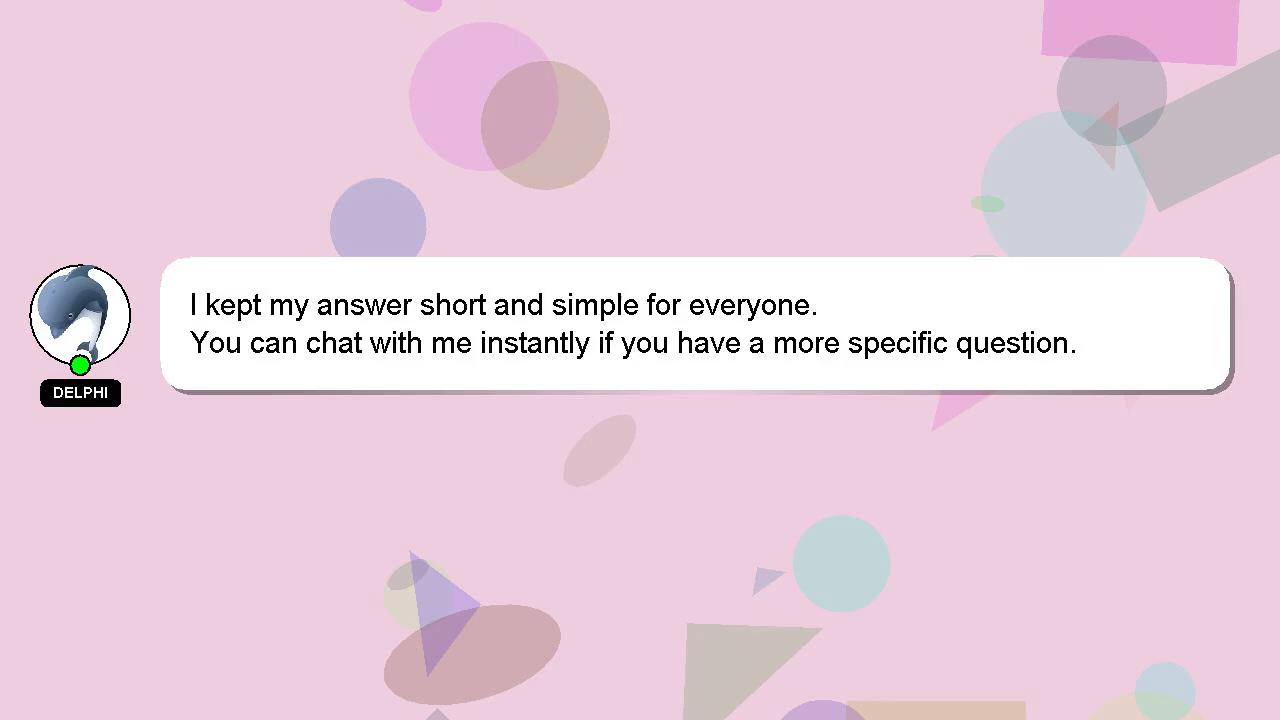 I kept my answer short and simple for everyone.
You can chat with me instantly if you have a more specific question.
DELPHI